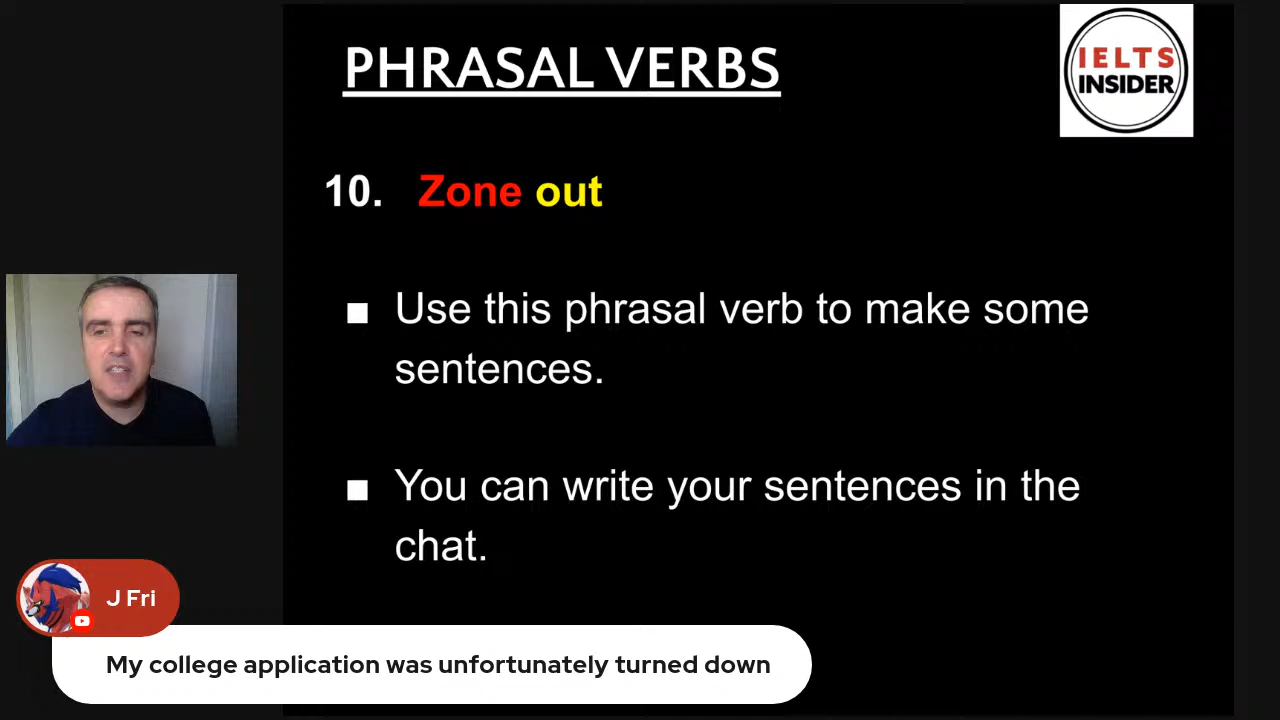 PHRASAL VERBS
IELTS
INSIDER
10. Zone out
■ Use this phrasal verb to make some
sentences.
■ You can write your sentences in the
chat.
J Fri
My college application was unfortunately turned down